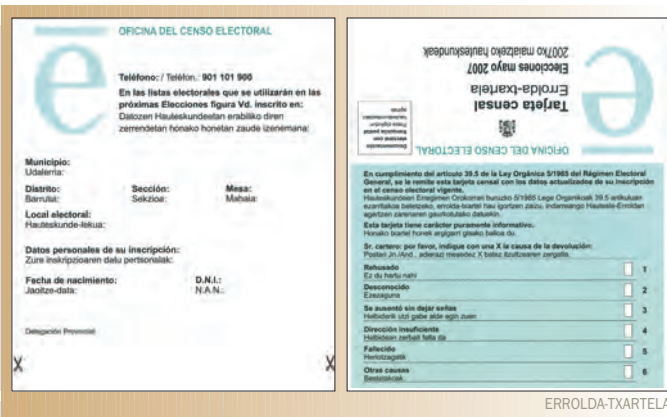 OFICINA DEL CENSO ELECTORAL
e
Teléfono: / Telefón.: 901 101 900
En las listas electorales que se utilizarán en las
próximas Elecciones figura Vd. inscrito en:
Datozen Hauteskundeetan erabiliko diren
zerrendetan honako honetan zaude izenemana:
Municipio:
Udalerria:
Distrito: Sección: Mesa:
Barrutia: Sekzioa: Mahaia:
Local electoral:
Hauteskunde-lekua:
Datos personales de su inscripción:
Zure inskripzioaren datu pertsonalak:
Fecha de nacimiento: D.N.I.:
Jaoitze-data: N.A.N.:
Delegación Provincial
e
OFICINA DEL CENSO ELECTORAL
Tarjeta censal
Errolda-txartela
Elecciones mayo 2007
2007ko maiatzeko hauteskundeak
Documentación
electoral con
franquicia postal
En cumplimiento del artículo 39.5 de la Ley Orgánica 5/1985 del Régimen Electoral
General, se le remite esta tarjeta censal con los datos actualizados de su inscripción
en el censo electoral vigente.
Hauteskundeen Erregimen Orokorrari buruzko 5/1985 Lege Organikoak 39.5 artikuluan
ezarritakoa betetzeko, errolda-txartel hau igortzen zaizu, indarreango Hautesle-Erroldan
agertzen zarenaren gaurkotutako datuekin.
Esta tarjeta tiene carácter puramente informativo.
Honako txartel honek argigarri gisako balioa du.
Sr. cartero: por favor, indique con una X la causa de la devolución:
Postari Jn./And.: adierazi mesedez X batez itzultzearen zergatia.
Rehusado 1
Ez du hartu nahi
Desconocido 2
Ezezaguna
Se ausentó sin dejar señas 3
Helbiderik utzi gabe alde egin zuen
Dirección insuficiente 4
Helbidean zerbait falta da
Fallecido 5
Heriotzagatik
Otras causas 6
Bestelakoak
ERROLDA-TXARTELA